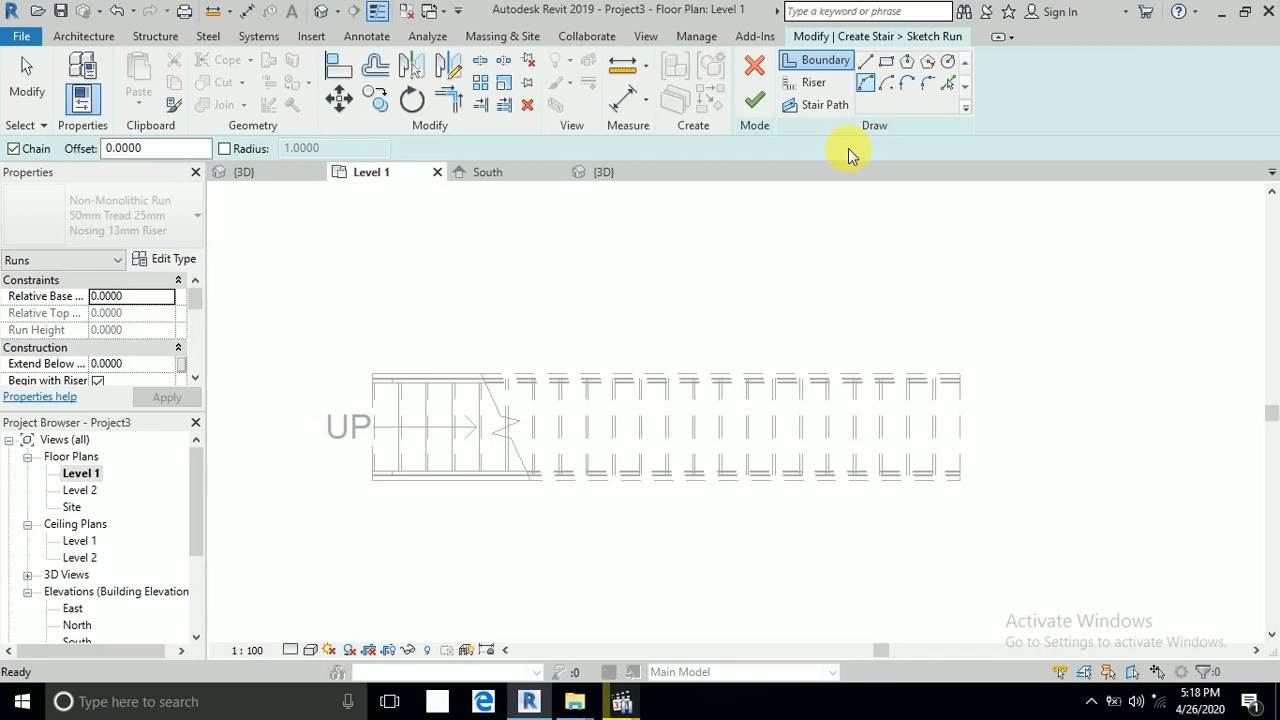 Autodesk Revit 2019 - Project3 - Floor Plan: Level 1
Type a keyword or phrase
Sign In
File
Architecture
Structure
Steel
Systems
Insert
Annotate
Analyze
Massing & Site
Collaborate
View
Manage
Add-Ins
Modify | Create Stair > Sketch Run
Modify
Properties
Paste
Cope
Cut
Join
Boundary
Riser
Stair Path
Select
Properties
Clipboard
Geometry
Modify
View
Measure
Create
Mode
Draw
Chain
Offset:
0.0000
Radius:
1.0000
Properties
{3D}
Level 1
South
{3D}
Non-Monolithic Run
50mm Tread 25mm
Nosing 13mm Riser
Runs
Edit Type
Constraints
Relative Base ...
0.0000
Relative Top ...
0.0000
Run Height
0.0000
Construction
Extend Below ...
0.0000
Begin with Riser
Properties help
Apply
Project Browser - Project3
Views (all)
Floor Plans
Level 1
Level 2
Site
Ceiling Plans
Level 1
Level 2
3D Views
Elevations (Building Elevation
East
North
South
UP
Activate Windows
Go to Settings to activate Windows.
1 : 100
Ready
:0
Main Model
:0
Type here to search
5:18 PM
4/26/2020